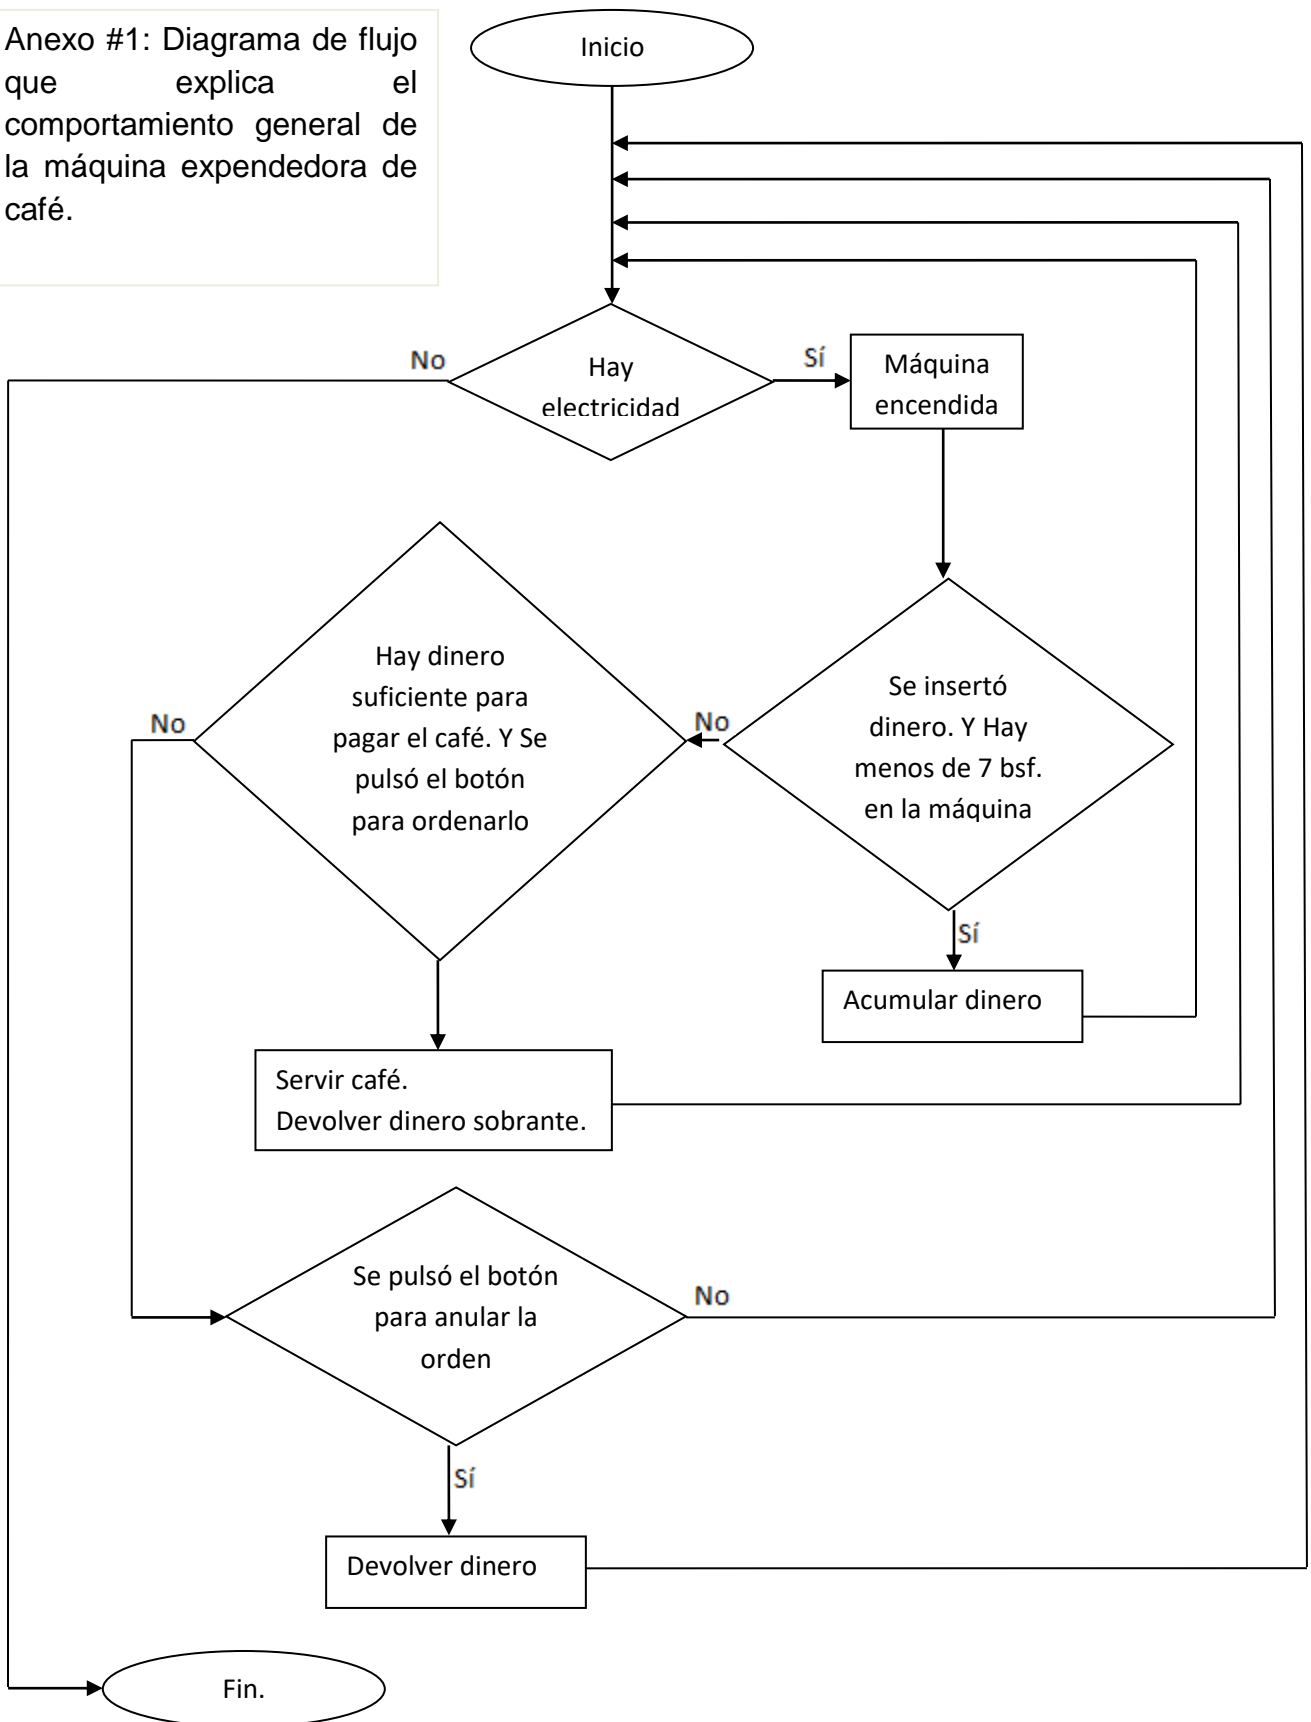 Anexo #1: Diagrama de flujo
que explica el
comportamiento general de
la máquina expendedora de
café.
Inicio
No
Hay
electricidad
Sí
Máquina
encendida
Hay dinero
suficiente para
pagar el café. Y Se
pulsó el botón
para ordenarlo
No
No
Se insertó
dinero. Y Hay
menos de 7 bsf.
en la máquina
Sí
Acumular dinero
Servir café.
Devolver dinero sobrante.
Se pulsó el botón
para anular la
orden
No
Sí
Devolver dinero
Fin.